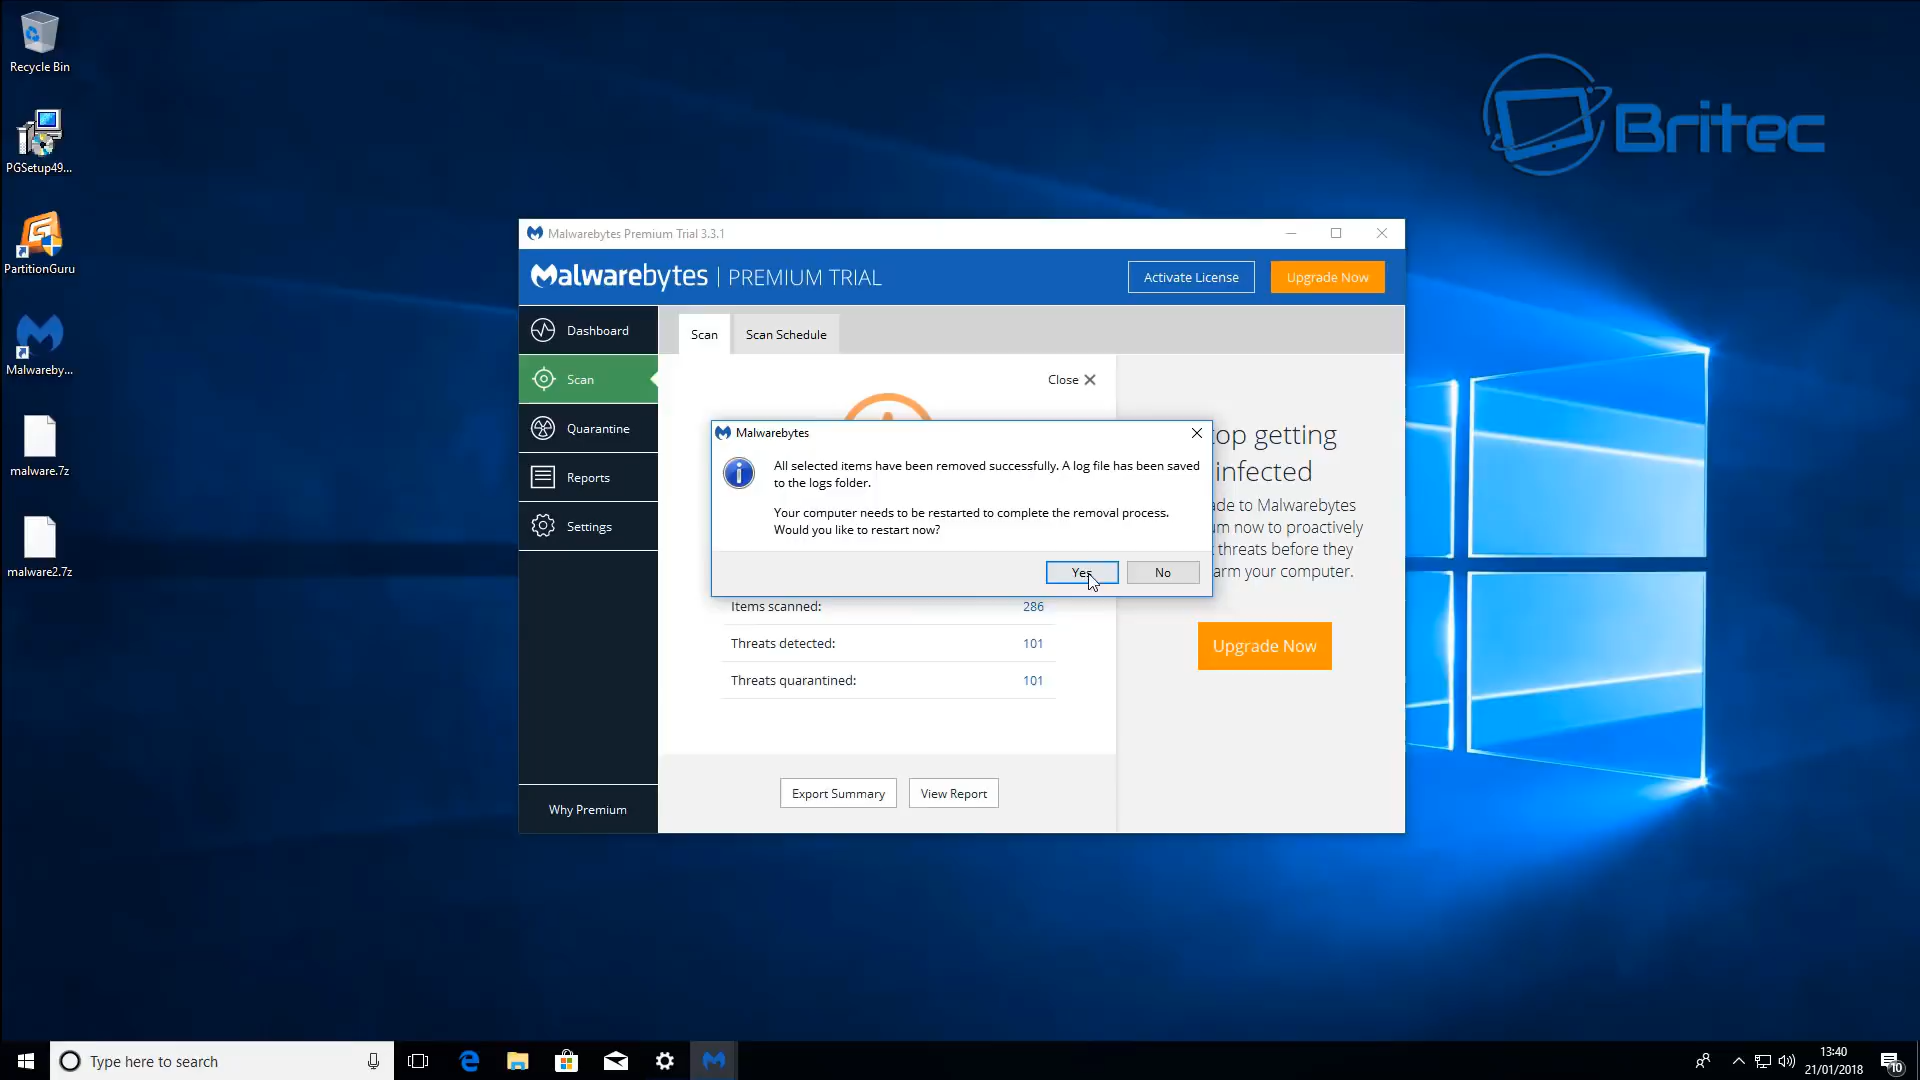 Recycle Bin
PGSetup49...
PartitionGuru
Malwareby...
malware.7z
malware2.7z
Britec
Malwarebytes Premium Trial 3.3.1
Malwarebytes | PREMIUM TRIAL
Activate License
Upgrade Now
Dashboard
Scan
Quarantine
Reports
Settings
Why Premium
Scan
Scan Schedule
Close
Malwarebytes
All selected items have been removed successfully. A log file has been saved
to the logs folder.
Your computer needs to be restarted to complete the removal process.
Would you like to restart now?
Yes
No
Items scanned:
286
Threats detected:
101
Threats quarantined:
101
Export Summary
View Report
getting
infected
to Malwarebytes
now to proactively
threats before they
your computer.
Upgrade Now
Type here to search
13:40
21/01/2018
10